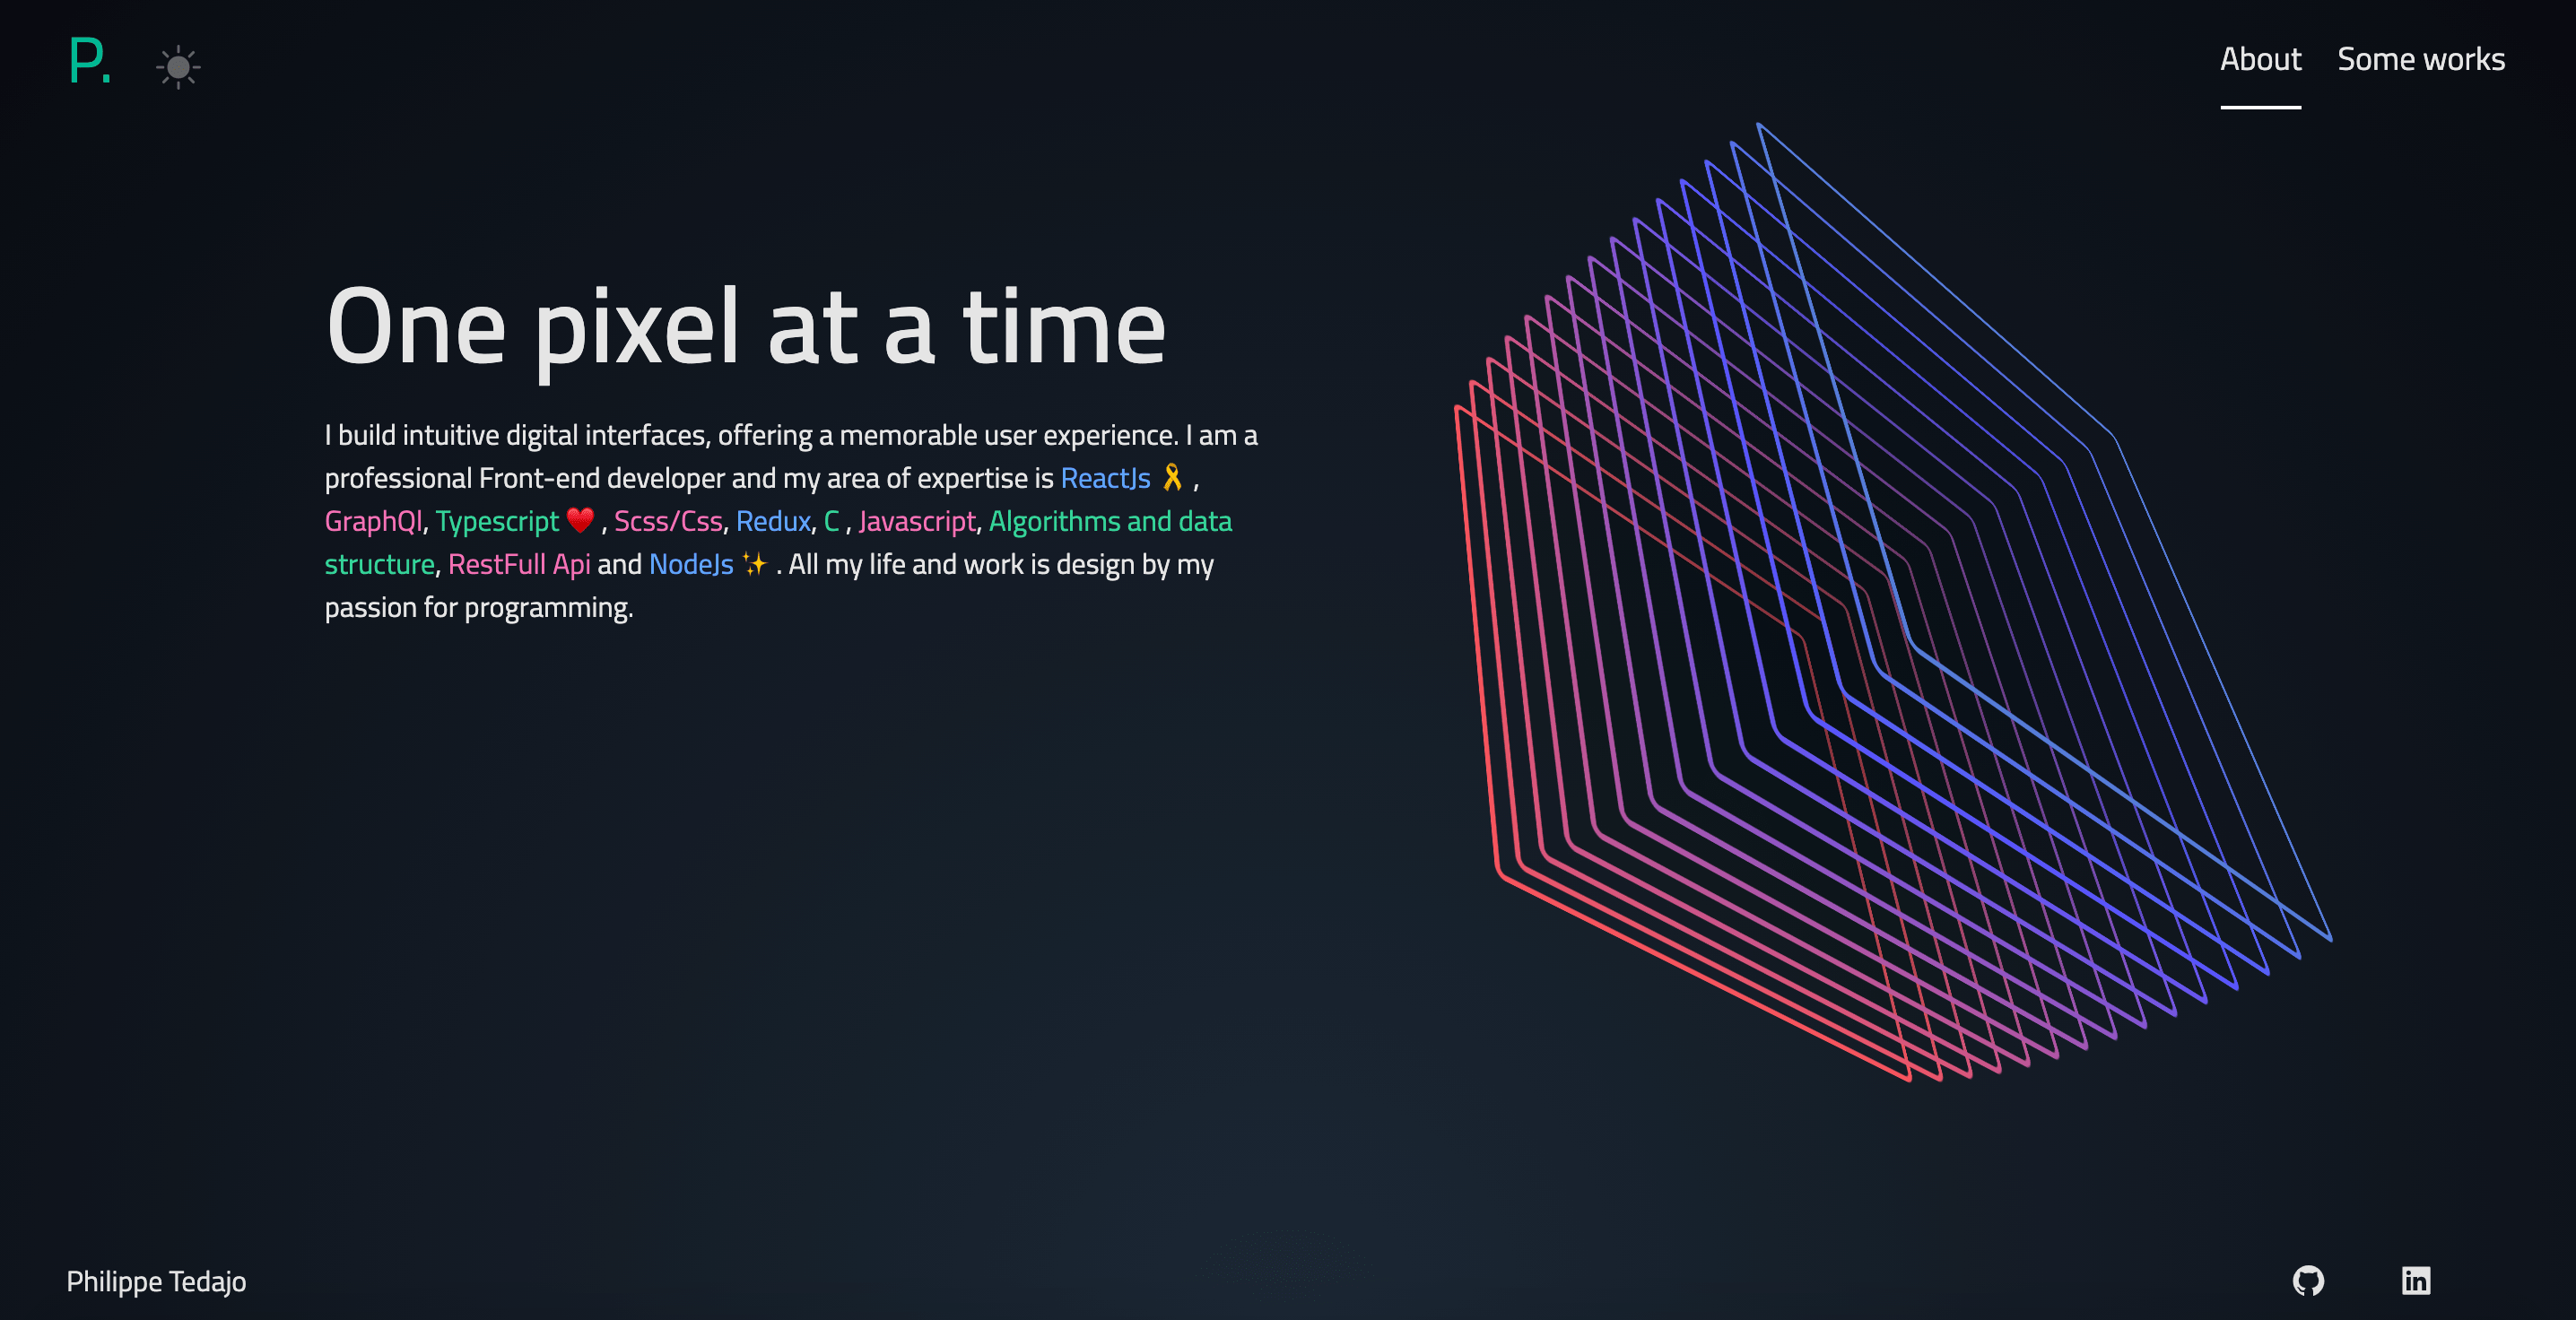 P.
About Some works
One pixel at a time
I build intuitive digital interfaces, offering a memorable user experience. I am a
professional Front-end developer and my area of expertise is ReactJs 🎗️ ,
GraphQl, Typescript ❤️ , Scss/Css, Redux, C , Javascript, Algorithms and data
structure, RestFull Api and NodeJs ✨ . All my life and work is design by my
passion for programming.
Philippe Tedajo
in